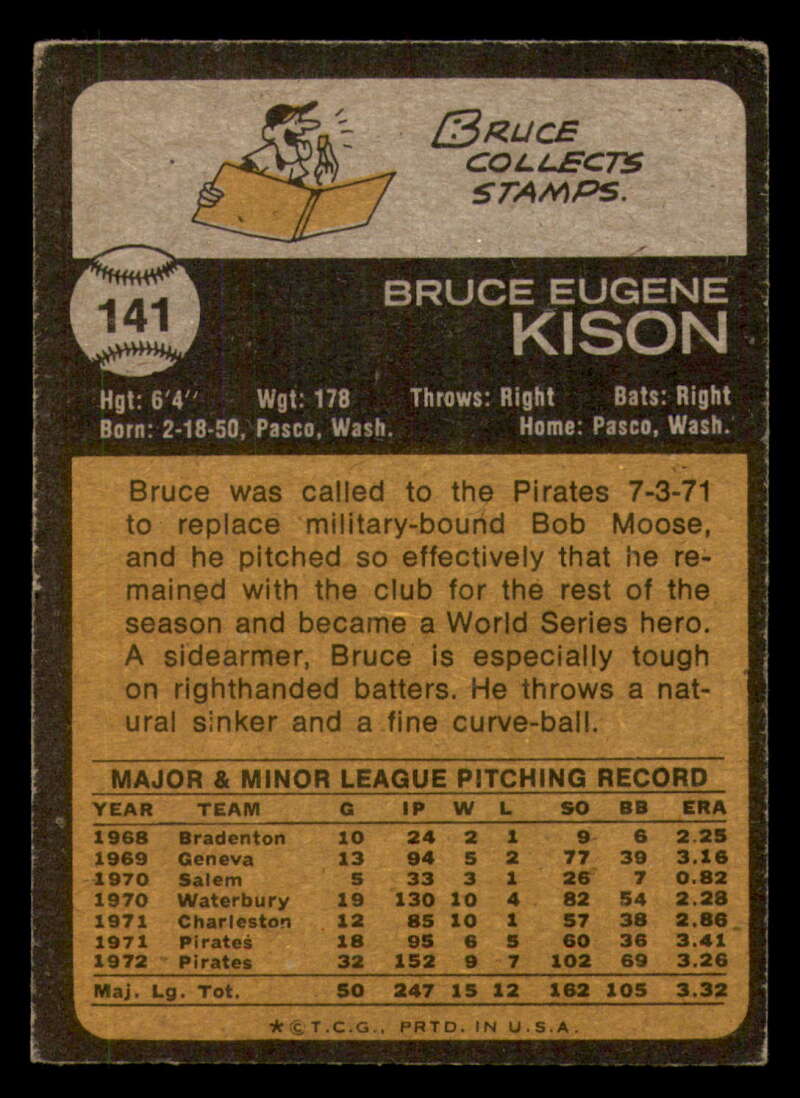 BRUCE
COLLECTS
STAMPS.
141
BRUCE EUGENE
KISON
Hgt: 6'4" Wgt: 178 Throws: Right Bats: Right
Born: 2-18-50, Pasco, Wash. Home: Pasco, Wash.
Bruce was called to the Pirates 7-3-71
to replace military-bound Bob Moose,
and he pitched so effectively that he re-
mained with the club for the rest of the
season and became a World Series hero.
A sidearmer, Bruce is especially tough
on righthanded batters. He throws a nat-
ural sinker and a fine curve-ball.
MAJOR & MINOR LEAGUE PITCHING RECORD
YEAR TEAM G IP W L SO BB ERA
1968 Bradenton 10 24 2 1 9 6 2.25
1969 Geneva 13 94 5 2 77 39 3.16
1970 Salem 5 33 3 1 26 7 0.82
1970 Waterbury 19 130 10 4 82 54 2.28
1971 Charleston 12 85 10 1 57 38 2.86
1971 Pirates 18 95 6 5 60 36 3.41
1972 Pirates 32 152 9 7 102 69 3.26
Maj. Lg. Tot. 50 247 15 12 162 105 3.32
*©T.C.G., PRTD. IN U.S.A.